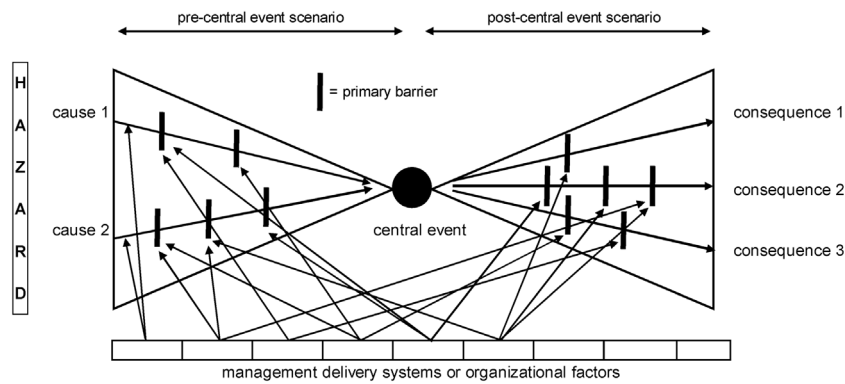 pre-central event scenario
post-central event scenario
HAZARD
= primary barrier
cause 1
cause 2
central event
consequence 1
consequence 2
consequence 3
management delivery systems or organizational factors